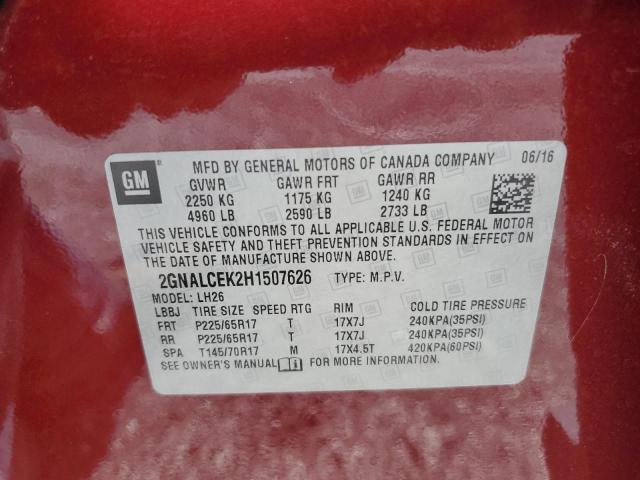 GM
MFD BY GENERAL MOTORS OF CANADA COMPANY 06/16
GVWR GAWR FRT GAWR RR
2250 KG 1175 KG 1240 KG
4960 LB 2590 LB 2733 LB
THIS VEHICLE CONFORMS TO ALL APPLICABLE U.S. FEDERAL MOTOR
VEHICLE SAFETY AND THEFT PREVENTION STANDARDS IN EFFECT ON
THE DATE OF MANUFACTURE SHOWN ABOVE.
2GNALCEK2H1507626 TYPE: M.P.V.
MODEL: LH26
LBBJ TIRE SIZE SPEED RTG RIM COLD TIRE PRESSURE
FRT P225/65R17 T 17X7J 240KPA(35PSI)
RR P225/65R17 T 17X7J 240KPA(35PSI)
SPA T145/70R17 M 17X4.5T 420KPA(60PSI)
SEE OWNER'S MANUAL FOR MORE INFORMATION